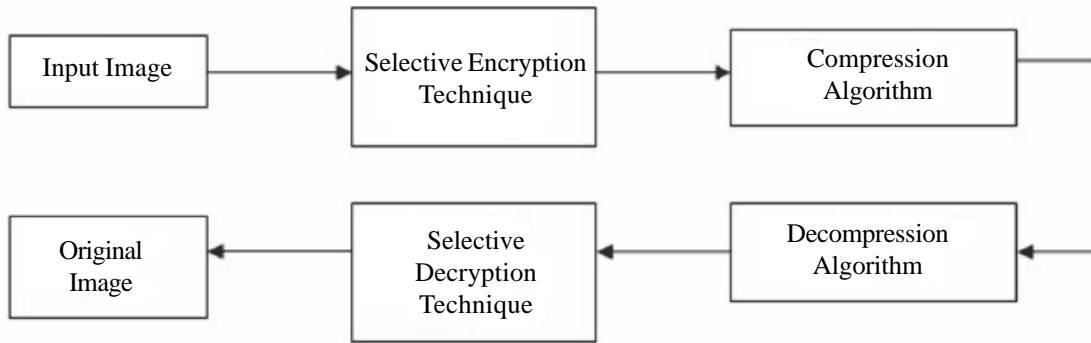 Input Image
Selective Encryption
Technique
Compression
Algorithm
Original
Image
Selective
Decryption
Technique
Decompression
Algorithm